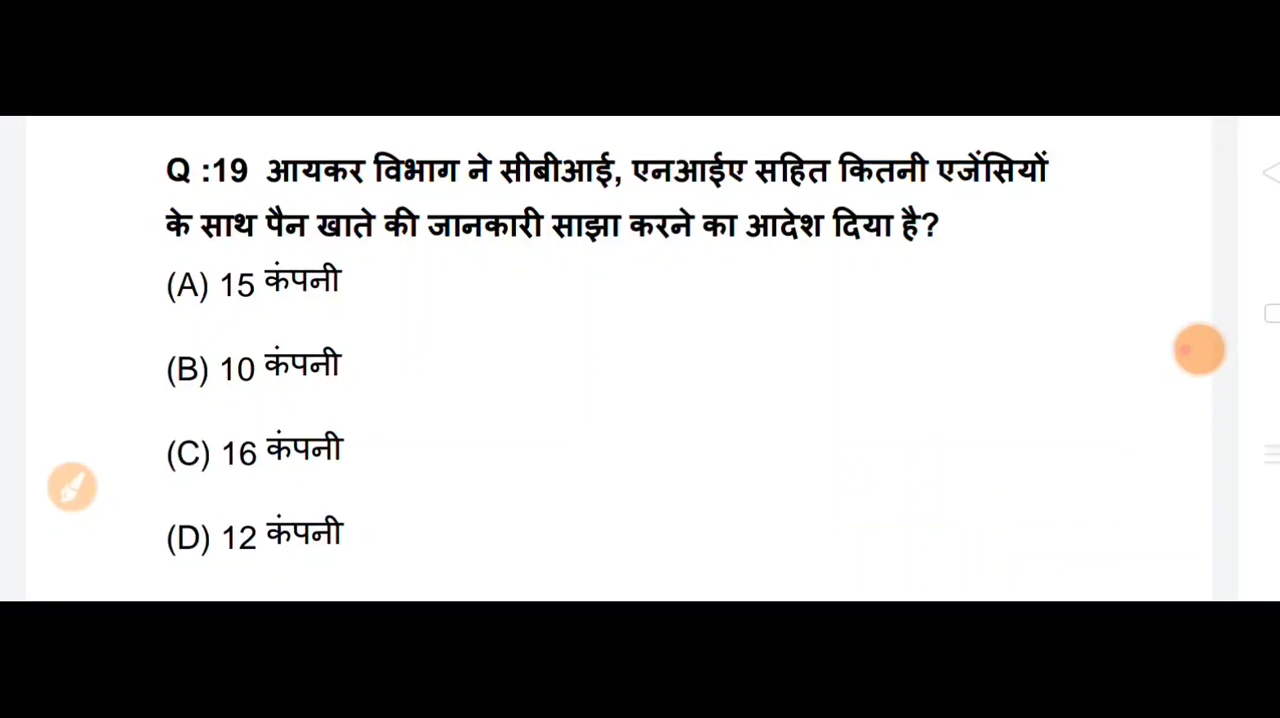 Q :19 आयकर विभाग ने सीबीआई, एनआईए सहित कितनी एजेंसियों
के साथ पैन खाते की जानकारी साझा करने का आदेश दिया है?
(A) 15 कंपनी
(B) 10 कंपनी
(C) 16 कंपनी
(D) 12 कंपनी